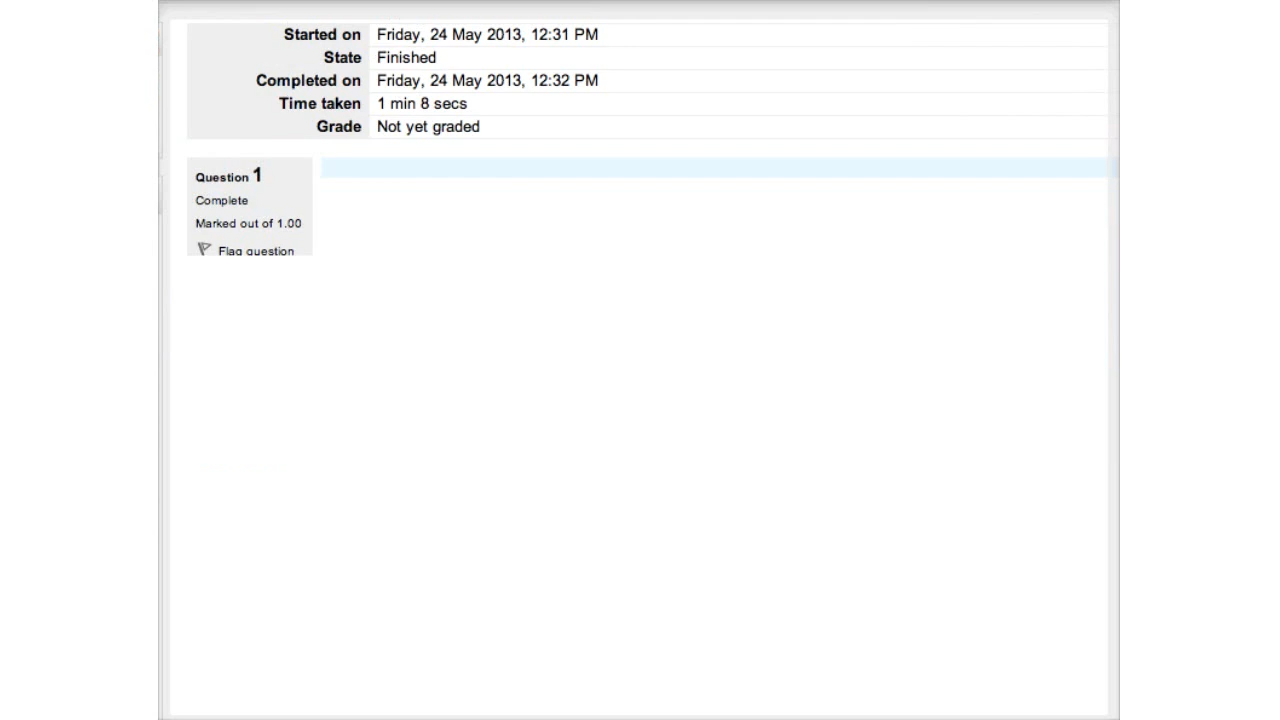 Started on Friday, 24 May 2013, 12:31 PM
State Finished
Completed on Friday, 24 May 2013, 12:32 PM
Time taken 1 min 8 secs
Grade Not yet graded
Question 1
Complete
Marked out of 1.00
Flag question